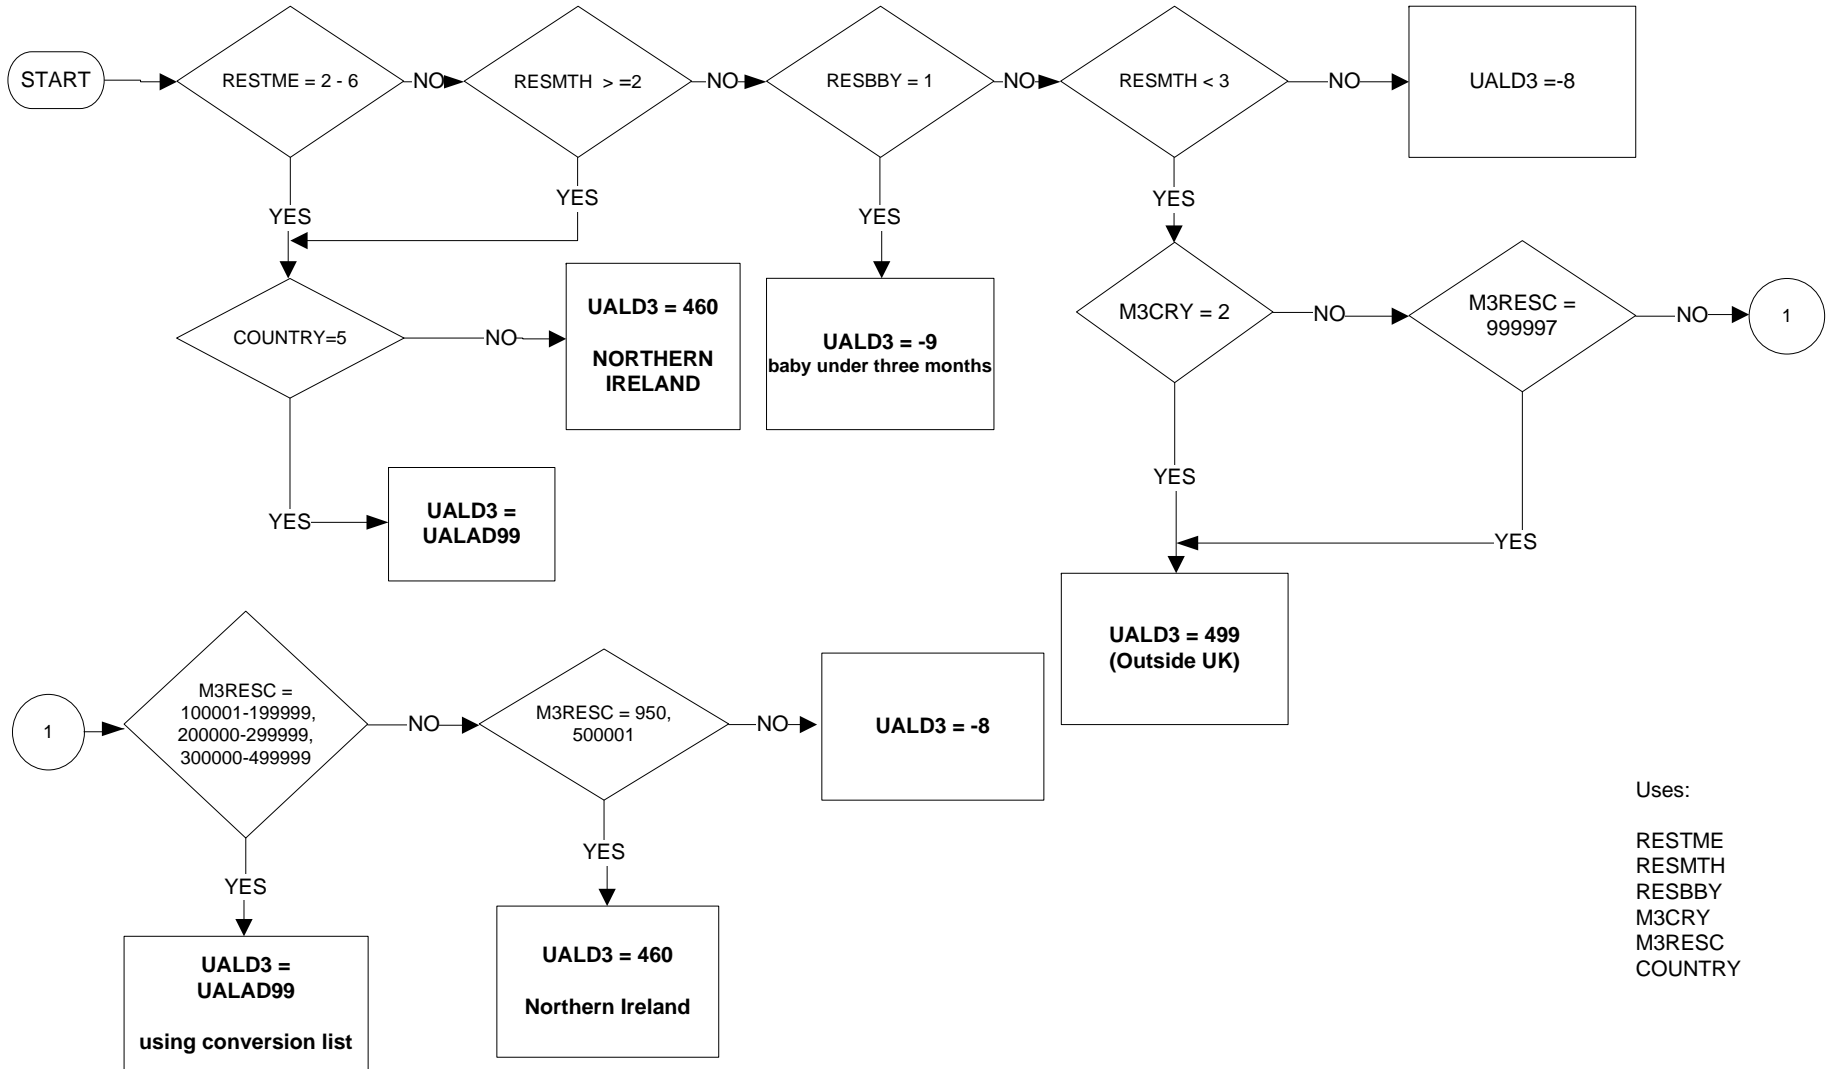 START
RESTME = 2 - 6
NO
RESMTH >=2
NO
RESBBY = 1
NO
RESMTH < 3
NO
UALD3 =-8
YES
YES
YES
YES
COUNTRY=5
NO
UALD3 = 460
NORTHERN
IRELAND
UALD3 = -9
baby under three months
M3CRY = 2
NO
M3RESC =
999997
NO
1
YES
UALD3 =
UALAD99
YES
YES
UALD3 = 499
(Outside UK)
1
M3RESC =
100001-199999,
200000-299999,
300000-499999
NO
M3RESC = 950,
500001
NO
UALD3 = -8
YES
YES
UALD3 =
UALAD99
using conversion list
UALD3 = 460
Northern Ireland
Uses:
RESTME
RESMTH
RESBBY
M3CRY
M3RESC
COUNTRY